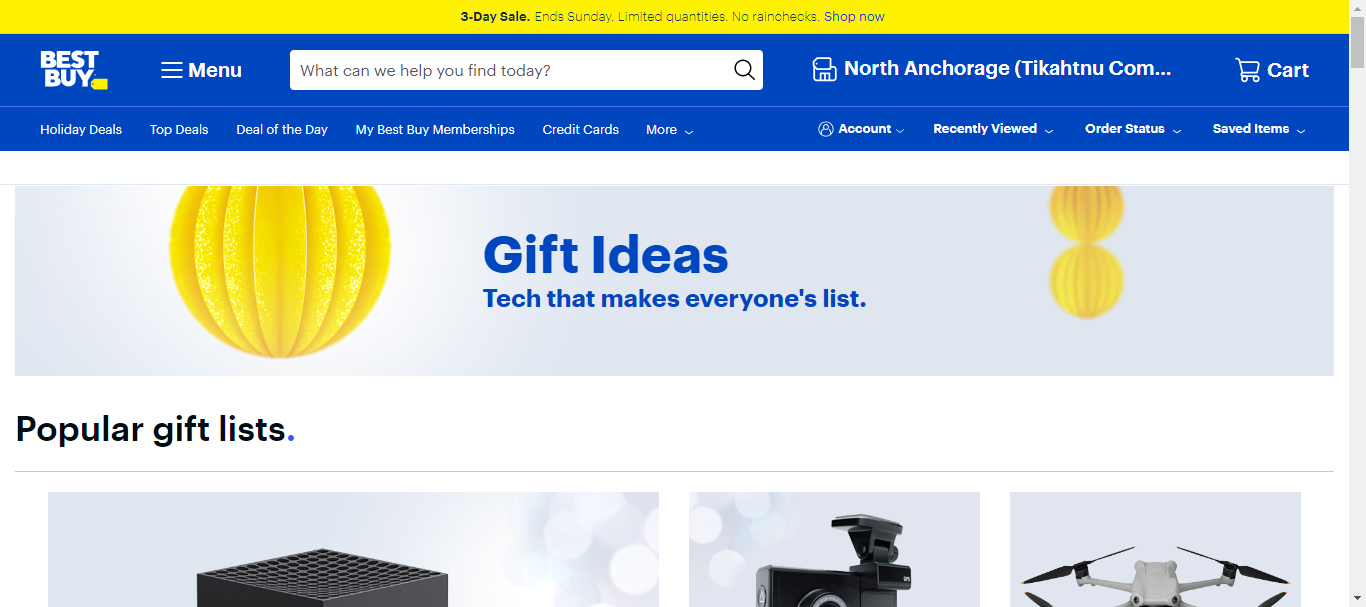 3-Day Sale. Ends Sunday. Limited quantities. No rainchecks. Shop now
BEST
BUY
Menu
What can we help you find today?
North Anchorage (Tikahtnu Com...
Cart
Holiday Deals
Top Deals
Deal of the Day
My Best Buy Memberships
Credit Cards
More
Account
Recently Viewed
Order Status
Saved Items
Gift Ideas
Tech that makes everyone's list.
Popular gift lists.
GPS